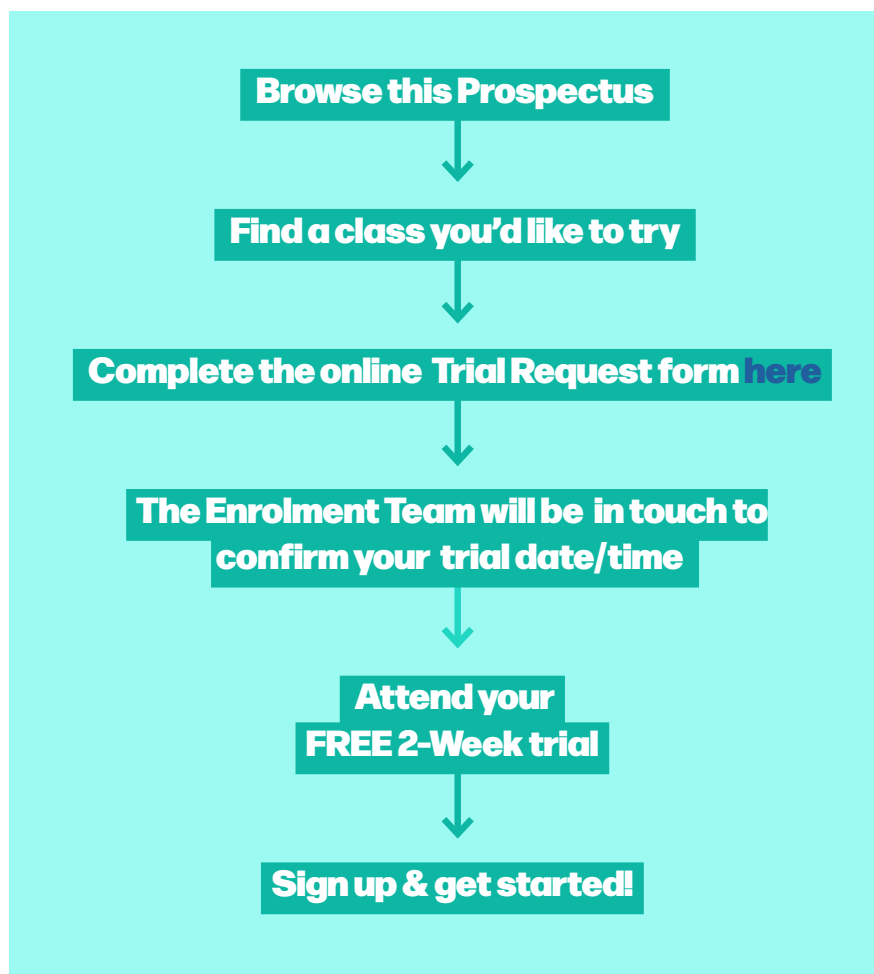 Browse this Prospectus
Find a class you’d like to try
Complete the online Trial Request form here
The Enrolment Team will be in touch to
confirm your trial date/time
Attend your
FREE 2-Week trial
Sign up & get started!